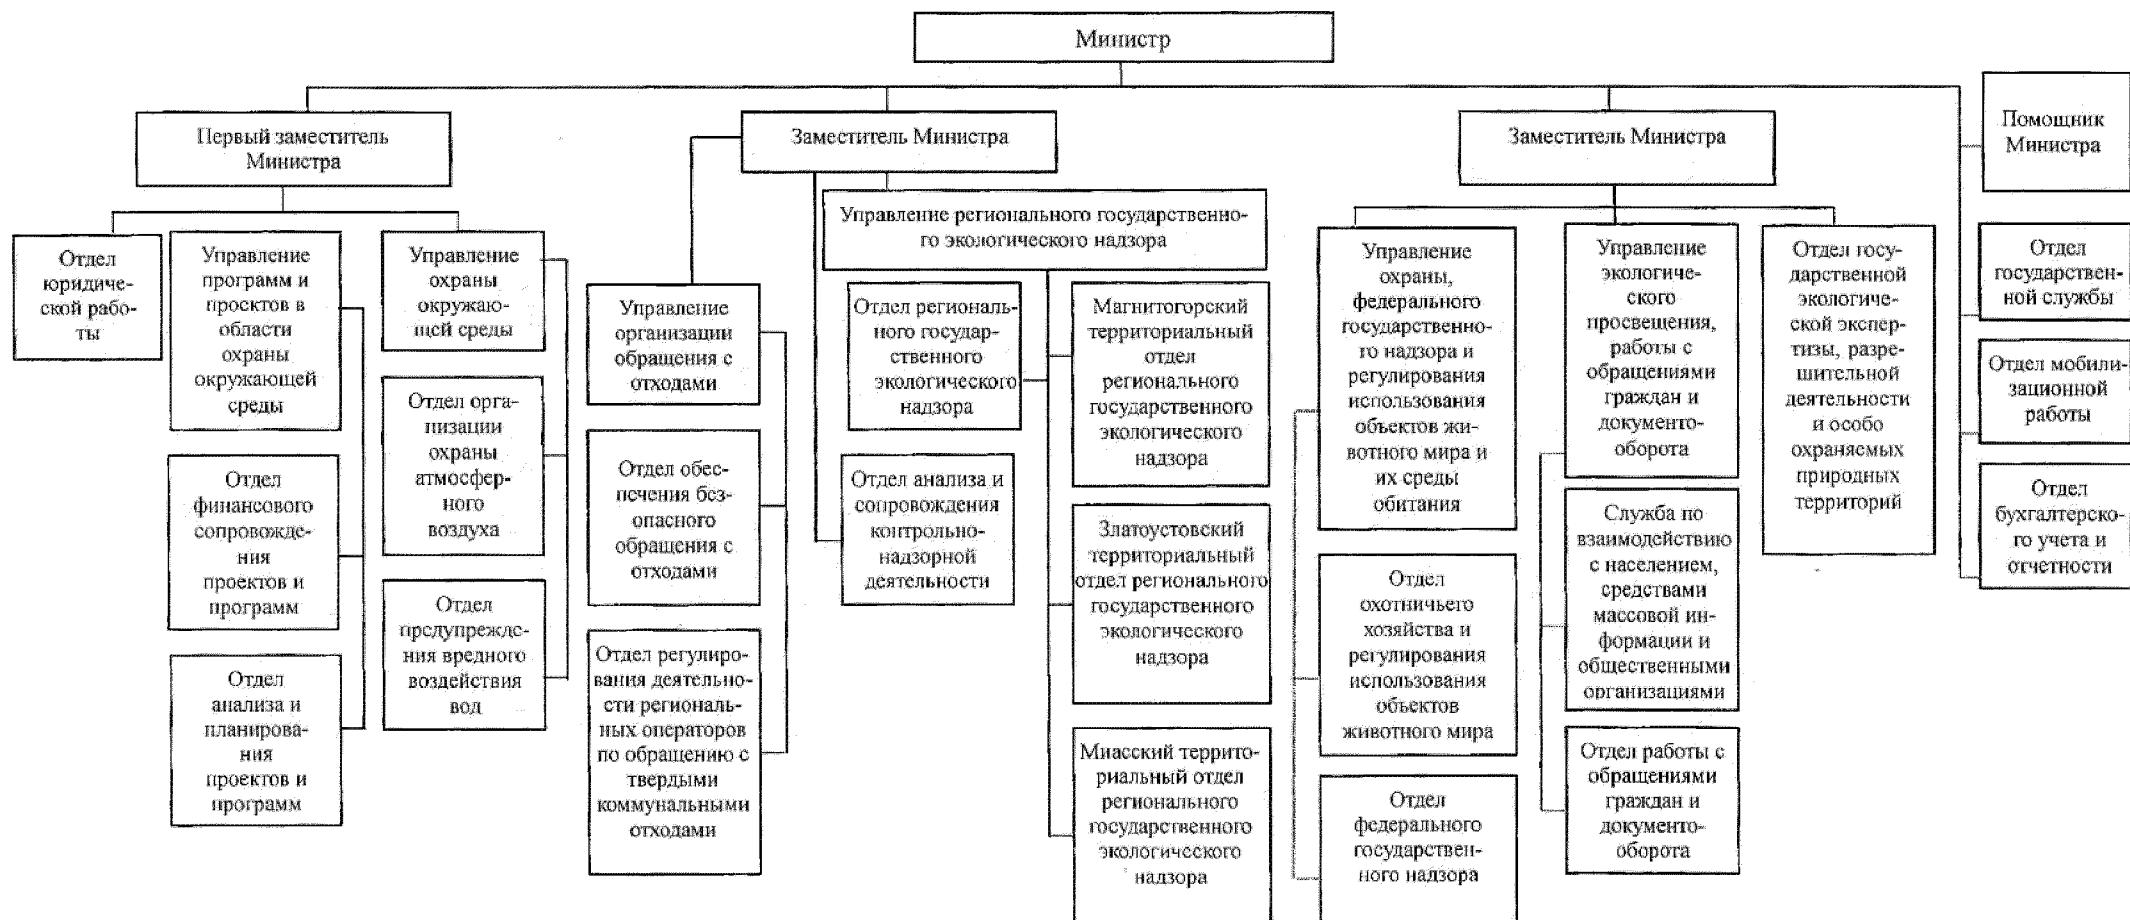 Министр
Первый заместитель
Министра
Заместитель Министра
Заместитель Министра
Помощник
Министра
Отдел
юридиче-
ской рабо-
ты
Управление
программ и
проектов в
области
охраны
окружающей
среды
Отдел
финансового
сопровожде-
ния
проектов и
программ
Отдел
анализа и
планирова-
ния
проектов и
программ
Управление
охраны
окружаю-
щей среды
Отдел орга-
низации
охраны
атмосфер-
ного
воздуха
Отдел
предупрежде-
ния вредного
воздействия
вод
Управление
организации
обращения с
отходами
Отдел обес-
печения без-
опасного
обращения с
отходами
Отдел регулиро-
вания деятельно-
сти региональ-
ных операторов
по обращению с
твердыми
коммунальными
отходами
Управление регионального государственно-
го экологического надзора
Отдел региональ-
ного государ-
ственного
экологического
надзора
Отдел анализа и
сопровождения
контрольно-
надзорной
деятельности
Магнитогорский
территориальный
отдел
регионального
государственного
экологического
надзора
Златоустовский
территориальный
отдел регионального
государственного
экологического
надзора
Миасский террито-
риальный отдел
регионального
государственного
экологического
надзора
Управление
охраны,
федерального
государственно-
го надзора и
регулирования
использования
объектов жи-
вотного мира и
их среды
обитания
Отдел
охотничьего
хозяйства и
регулирования
использования
объектов
животного мира
Отдел
федерального
государствен-
ного надзора
Управление
экологиче-
ского
просвещения,
работы с
обращениями
граждан и
документо-
оборота
Служба по
взаимодействию
с населением,
средствами
массовой ин-
формации и
общественными
организациями
Отдел работы с
обращениями
граждан и
документо-
оборота
Отдел госу-
дарственной
экологиче-
ской экспер-
тизы, разре-
шительной
деятельности
и особо
охраняемых
природных
территорий
Отдел
государствен-
ной службы
Отдел мобили-
зационной
работы
Отдел
бухгалтерско-
го учета и
отчетности